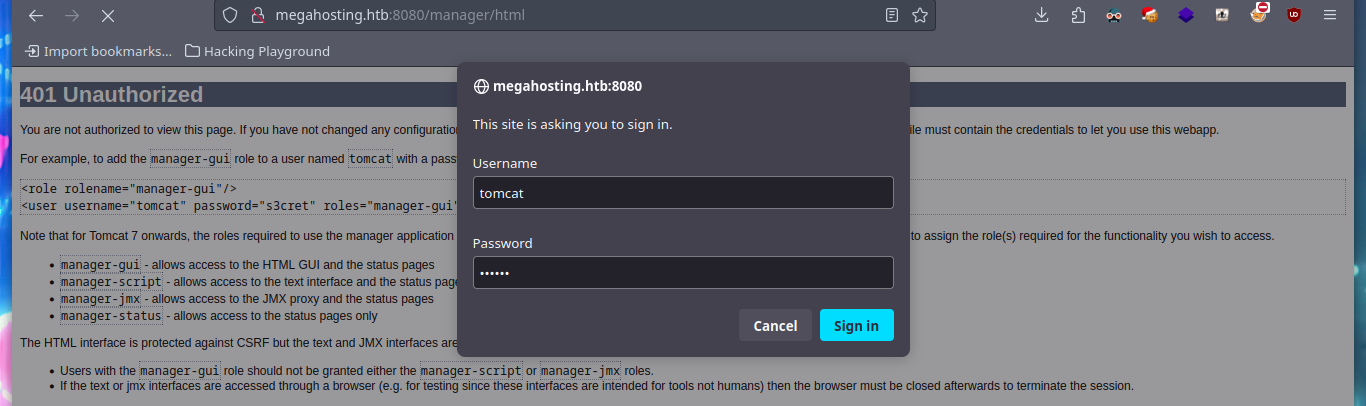 megahosting.htb:8080/manager/html
Import bookmarks... Hacking Playground
401 Unauthorized
You are not authorized to view this page. If you have not changed any configuration
ile must contain the credentials to let you use this webapp.
For example, to add the manager-gui role to a user named tomcat with a pass
<role rolename="manager-gui"/>
<user username="tomcat" password="s3cret" roles="manager-gui"
Note that for Tomcat 7 onwards, the roles required to use the manager application
to assign the role(s) required for the functionality you wish to access.
manager-gui - allows access to the HTML GUI and the status pages
manager-script - allows access to the text interface and the status page
manager-jmx - allows access to the JMX proxy and the status pages
manager-status - allows access to the status pages only
The HTML interface is protected against CSRF but the text and JMX interfaces are
Users with the manager-gui role should not be granted either the manager-script or manager-jmx roles.
If the text or jmx interfaces are accessed through a browser (e.g. for testing since these interfaces are intended for tools not humans) then the browser must be closed afterwards to terminate the session.
megahosting.htb:8080
This site is asking you to sign in.
Username
tomcat
Password
••••••
Cancel Sign in